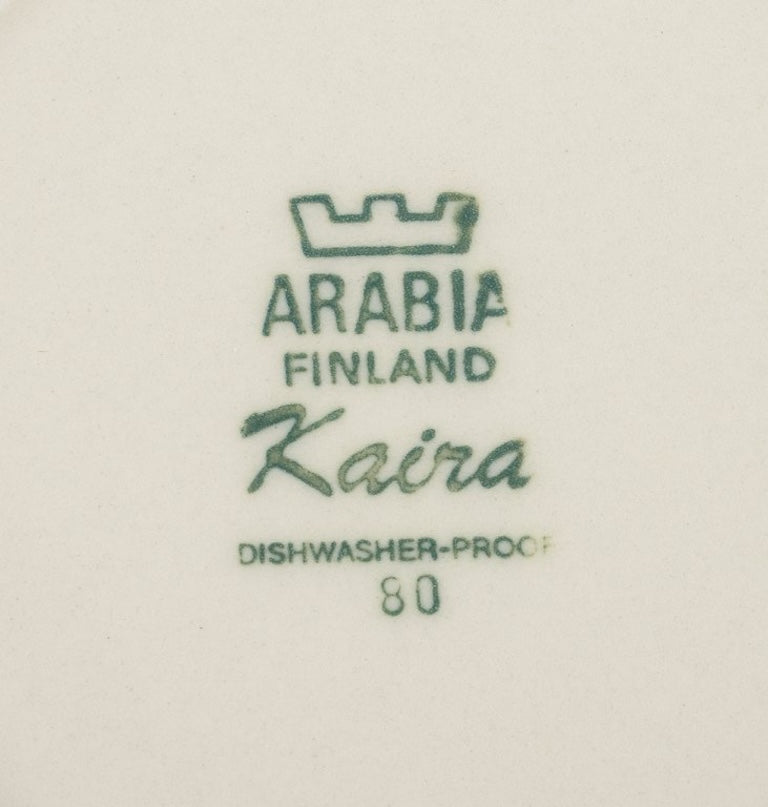 ARABIA
FINLAND
Kaira
DISHWASHER-PROOF
80